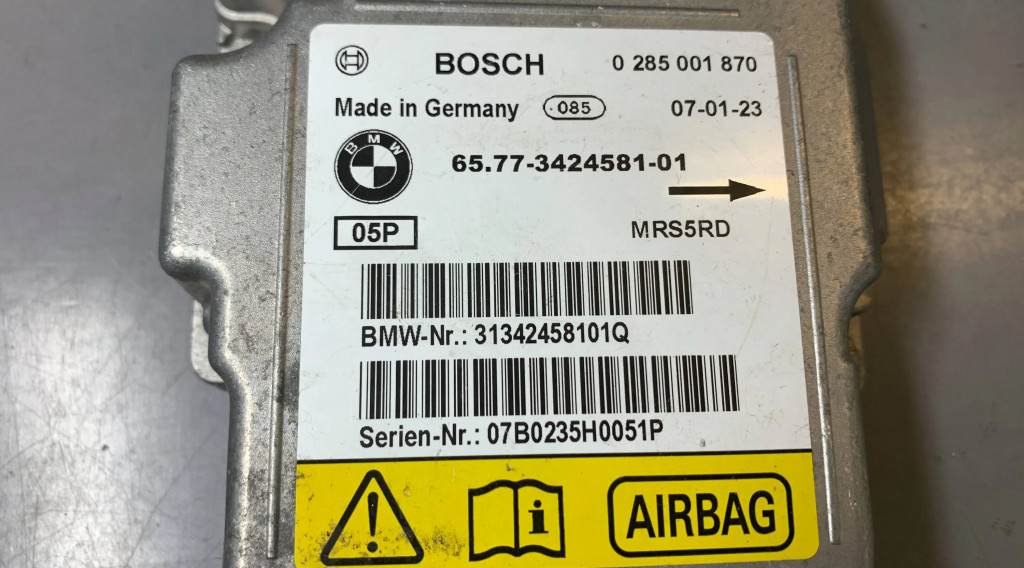 BOSCH 0 285 001 870
Made in Germany 085 07-01-23
BMW 65.77-3424581-01
05P MRS5RD
BMW-Nr.: 31342458101Q
Serien-Nr.: 07B0235H0051P
i AIRBAG